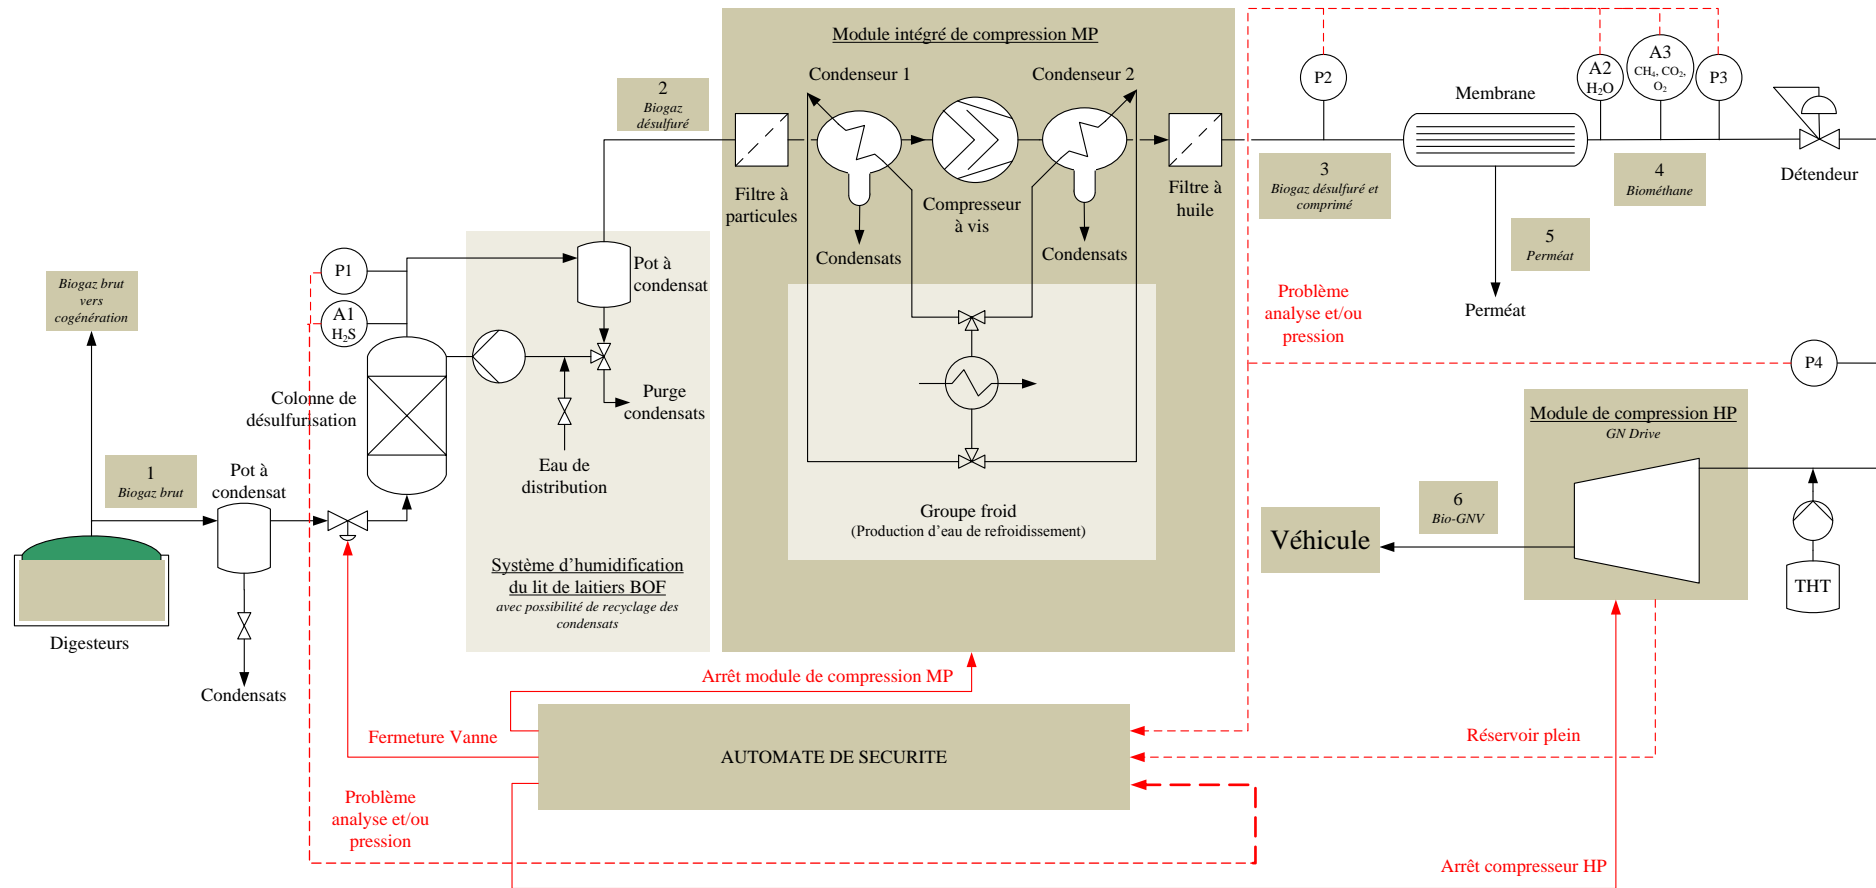 Module intégré de compression MP
Condenseur 1
Condenseur 2
2
Biogaz
désulfuré
Filtre à
particules
Compresseur
à vis
Filtre à
huile
Condensats
Condensats
P2
Membrane
A2
H₂O
A3
CH₄, CO₂,
O₂
P3
Détendeur
3
Biogaz désulfuré et
comprimé
4
Biométhane
5
Perméat
Perméat
Problème
analyse et/ou
pression
P4
Biogaz brut
vers
cogénération
P1
A1
H₂S
Pot à
condensat
Colonne de
désulfurisation
Purge
condensats
Eau de
distribution
1
Biogaz brut
Pot à
condensat
Digesteurs
Condensats
Système d'humidification
du lit de laitiers BOF
avec possibilité de recyclage des
condensats
Groupe froid
(Production d'eau de refroidissement)
Module de compression HP
GN Drive
6
Bio-GNV
Véhicule
THT
Arrêt module de compression MP
Fermeture Vanne
AUTOMATE DE SECURITE
Réservoir plein
Problème
analyse et/ou
pression
Arrêt compresseur HP